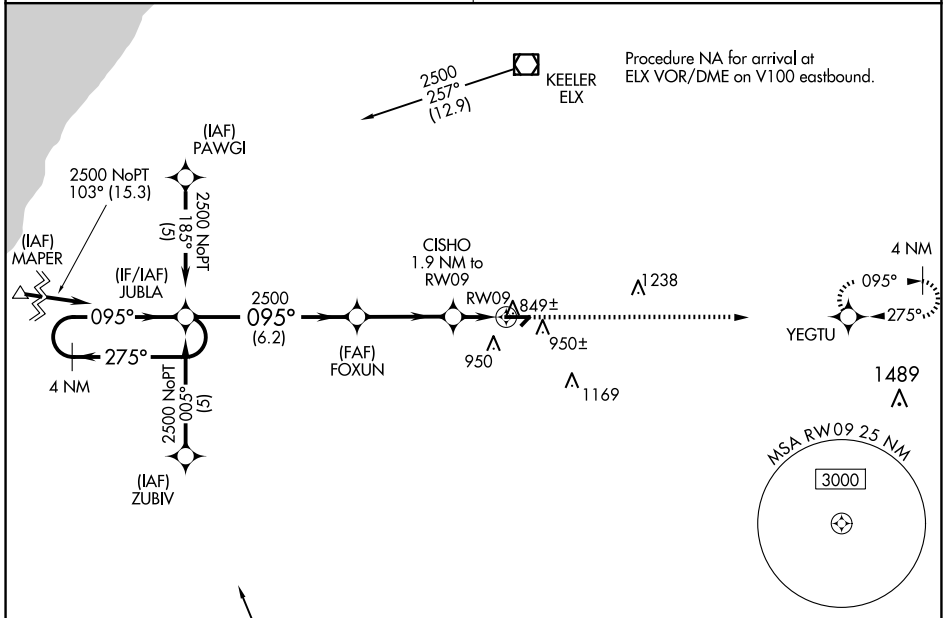 Procedure NA for arrival at
ELX VOR/DME on V100 eastbound.
2500
257°
(12.9)
KEELER
ELX
(IAF)
PAWGI
2500 NoPT
103° (15.3)
2500 NoPT
185°
(5)
(IAF)
MAPER
(IF/IAF)
JUBLA
095°
275°
4 NM
2500
095°
(6.2)
(FAF)
FOXUN
CISHO
1.9 NM to
RW09
RW09
849±
950±
950
1238
1169
4 NM
095°
275°
YEGTU
1489
2500 NoPT
005°
(5)
(IAF)
ZUBIV
MSA RW09 25 NM
3000